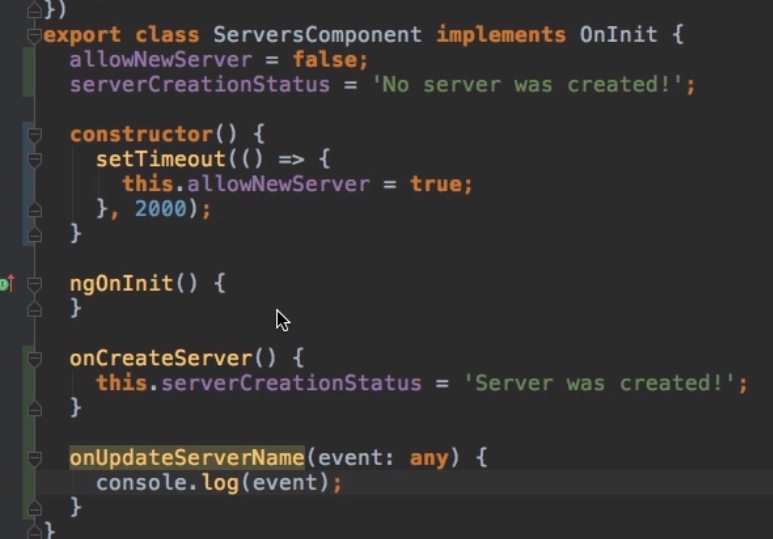 })
export class ServersComponent implements OnInit {
  allowNewServer = false;
  serverCreationStatus = 'No server was created!';

  constructor() {
    setTimeout(() => {
      this.allowNewServer = true;
    }, 2000);
  }

  ngOnInit() {
  }

  onCreateServer() {
    this.serverCreationStatus = 'Server was created!';
  }

  onUpdateServerName(event: any) {
    console.log(event);
  }
}